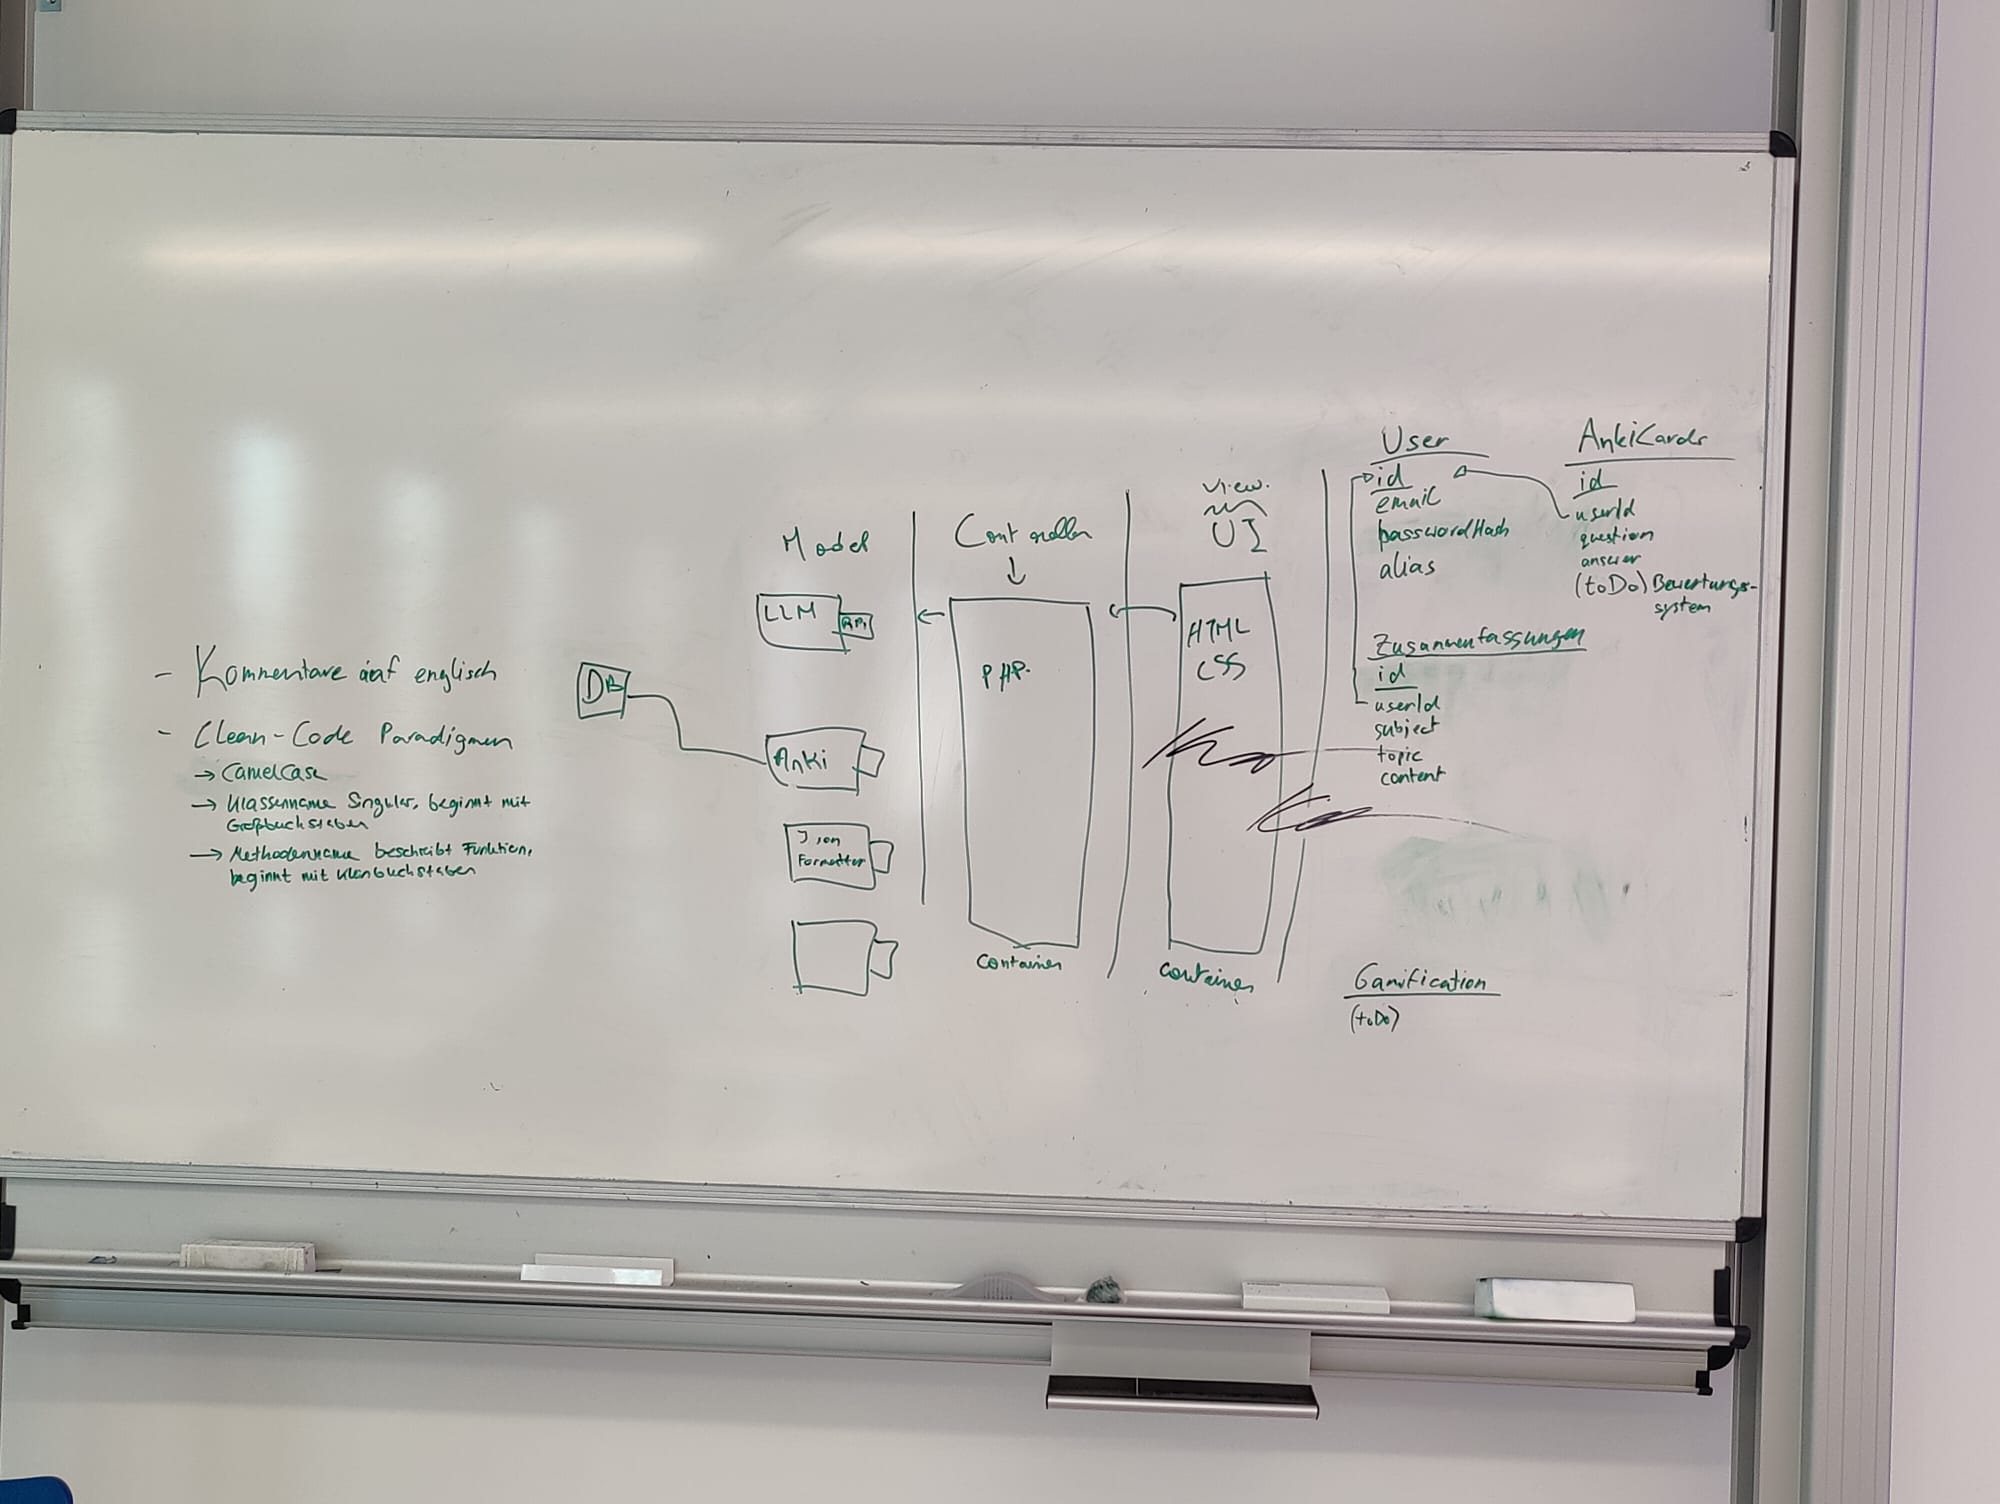 - Kommentare auf englisch
- Clean-Code Paradigmen
→ CamelCase
→ Klassenname Singular, beginnt mit
Großbuchstaben
→ Methodenname beschreibt Funktion,
beginnt mit Kleinbuchstaben
DB
Model
LLM
API
Anki
Json
Formatter
Controller
PHP
Container
View
UI
HTML
CSS
Container
User
id
email
passwordHash
alias
AnkiCards
id
userId
question
answer
(toDo) Bewertungs-
system
Zusammenfassungen
id
userId
subject
topic
content
Gamification
(toDo)